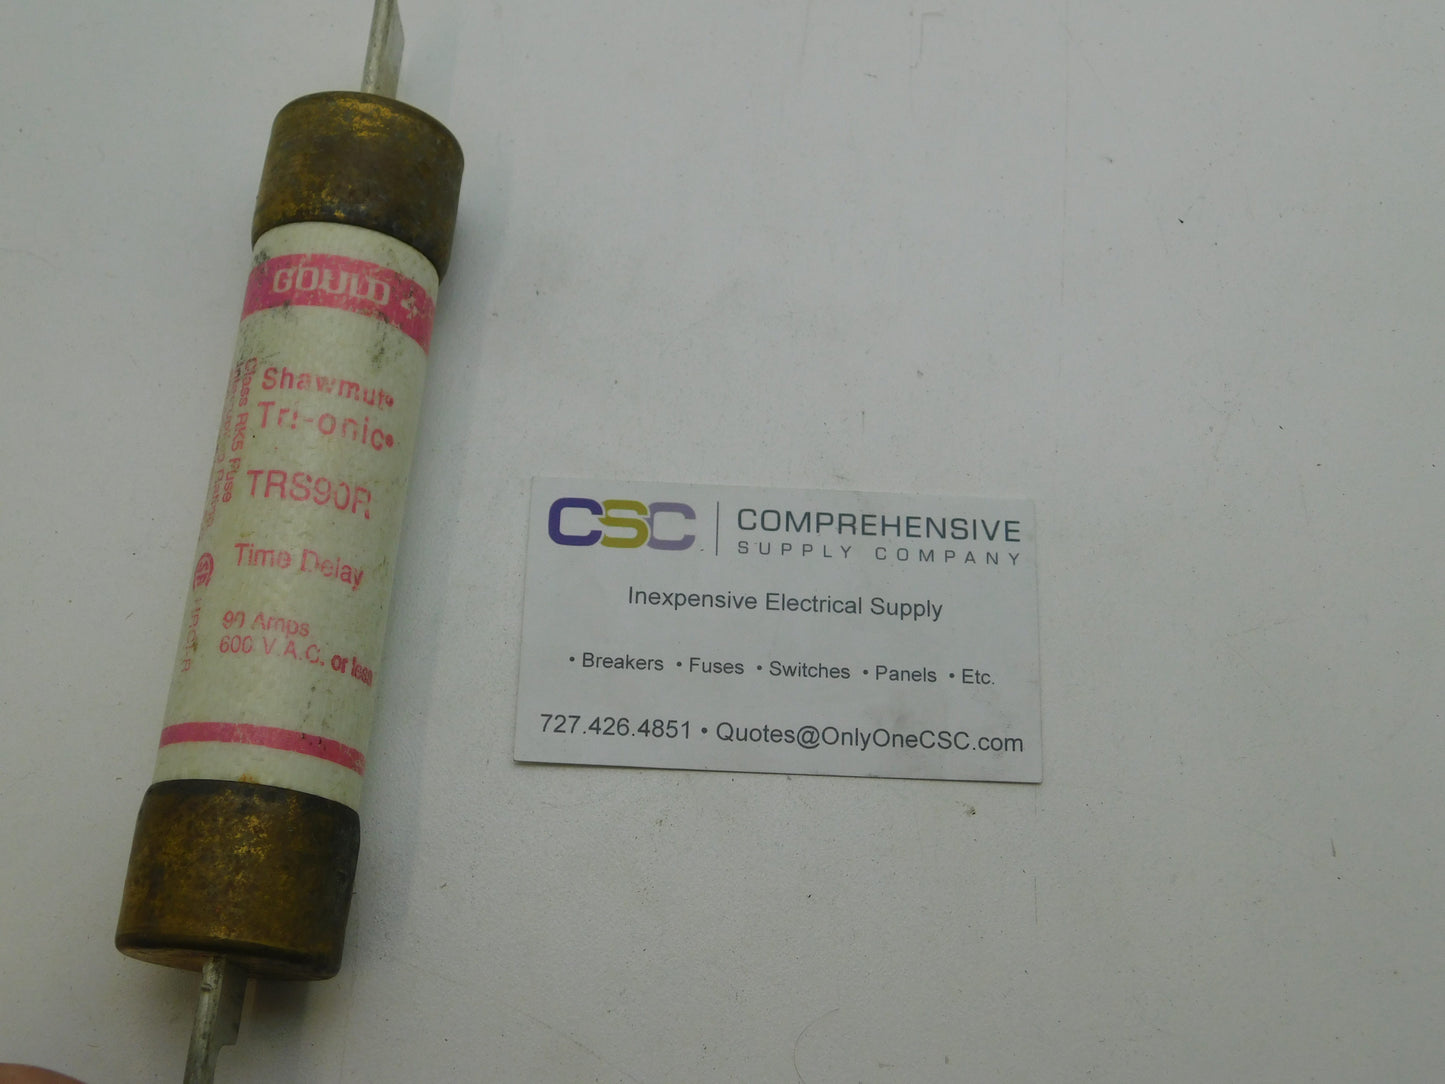 GOULD
Shawmut®
Tri-onic®
TRS90R
Time Delay
90 Amps
600 V.A.C. or less
Class RK5 Fuse
CSC
COMPREHENSIVE
SUPPLY COMPANY
Inexpensive Electrical Supply
• Breakers • Fuses • Switches • Panels • Etc.
727.426.4851 • Quotes@OnlyOneCSC.com